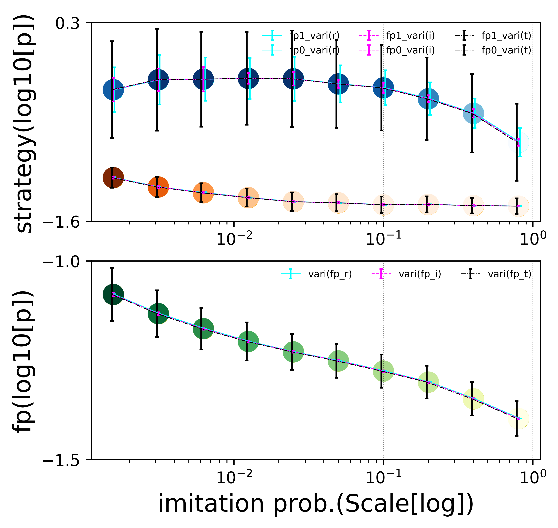 0.3
strategy(log10[p])
−1.6
fp1_vari(r) fp1_vari(i) fp1_vari(t)
fp0_vari(r) fp0_vari(i) fp0_vari(t)
10⁻² 10⁻¹ 10⁰
−1.0
fp(log10[p])
−1.5
vari(fp_r) vari(fp_i) vari(fp_t)
10⁻² 10⁻¹ 10⁰
imitation prob.(Scale[log])